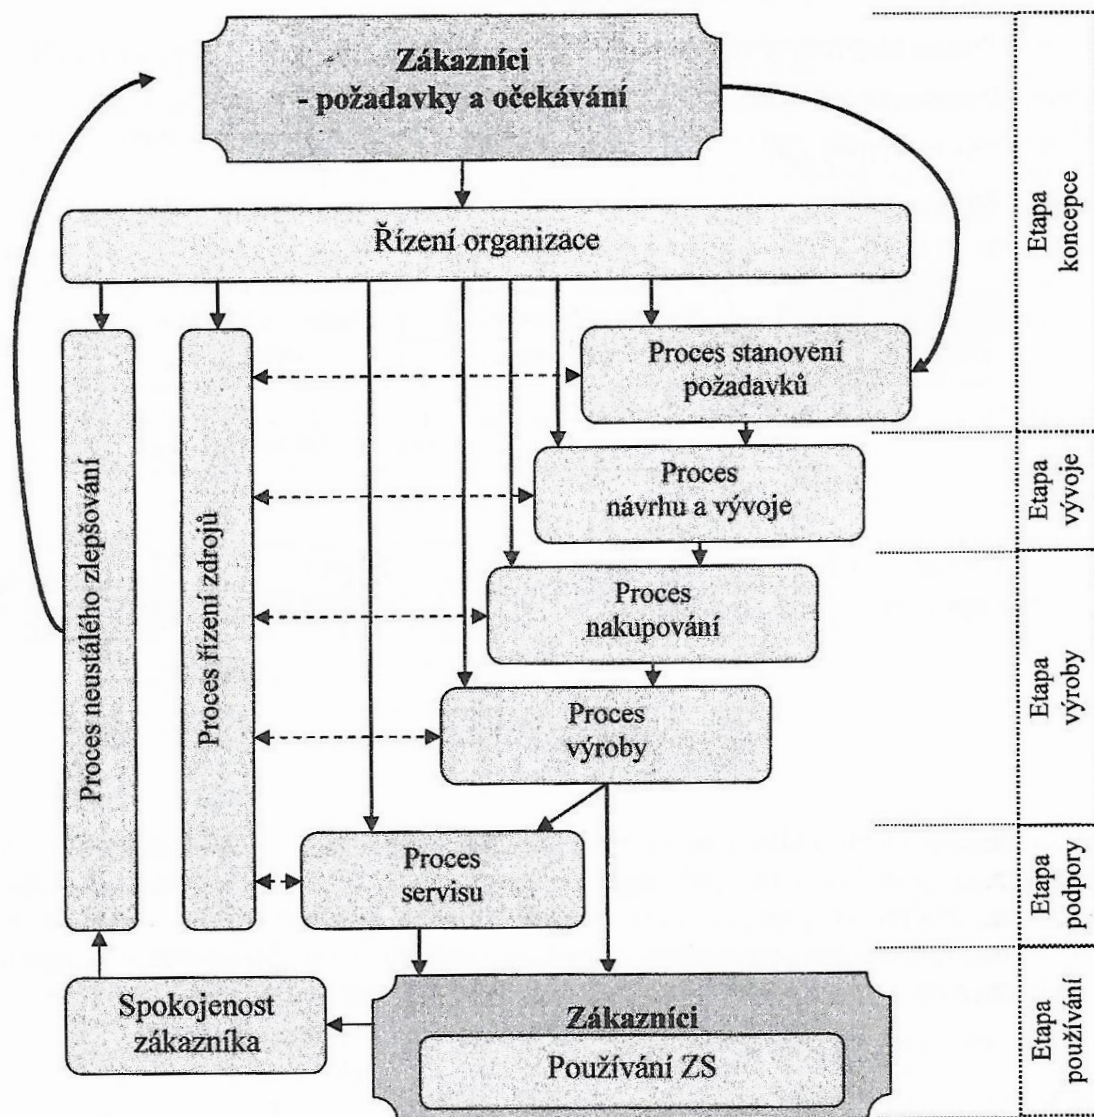 Zákazníci
- požadavky a očekávání
Řízení organizace
Proces neustálého zlepšování
Proces řízení zdrojů
Proces stanovení
požadavků
Proces
návrhu a vývoje
Proces
nakupování
Proces
výroby
Proces
servisu
Spokojenost
zákazníka
Zákazníci
Používání ZS
Etapa
koncepce
Etapa
vývoje
Etapa
výroby
Etapa
podpory
Etapa
používání